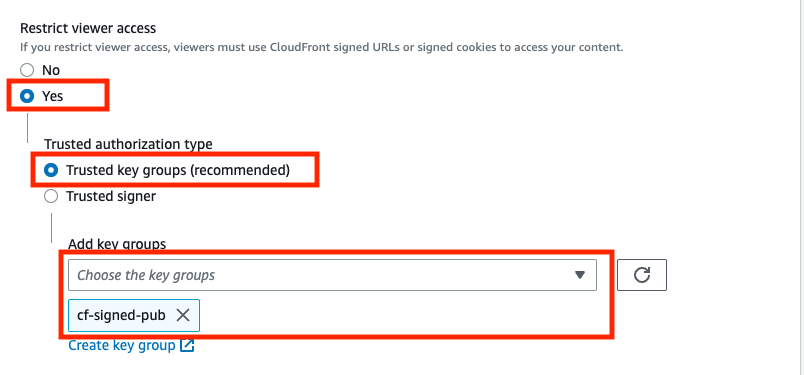 Restrict viewer access
If you restrict viewer access, viewers must use CloudFront signed URLs or signed cookies to access your content.
No
Yes
Trusted authorization type
Trusted key groups (recommended)
Trusted signer
Add key groups
Choose the key groups
cf-signed-pub
Create key group